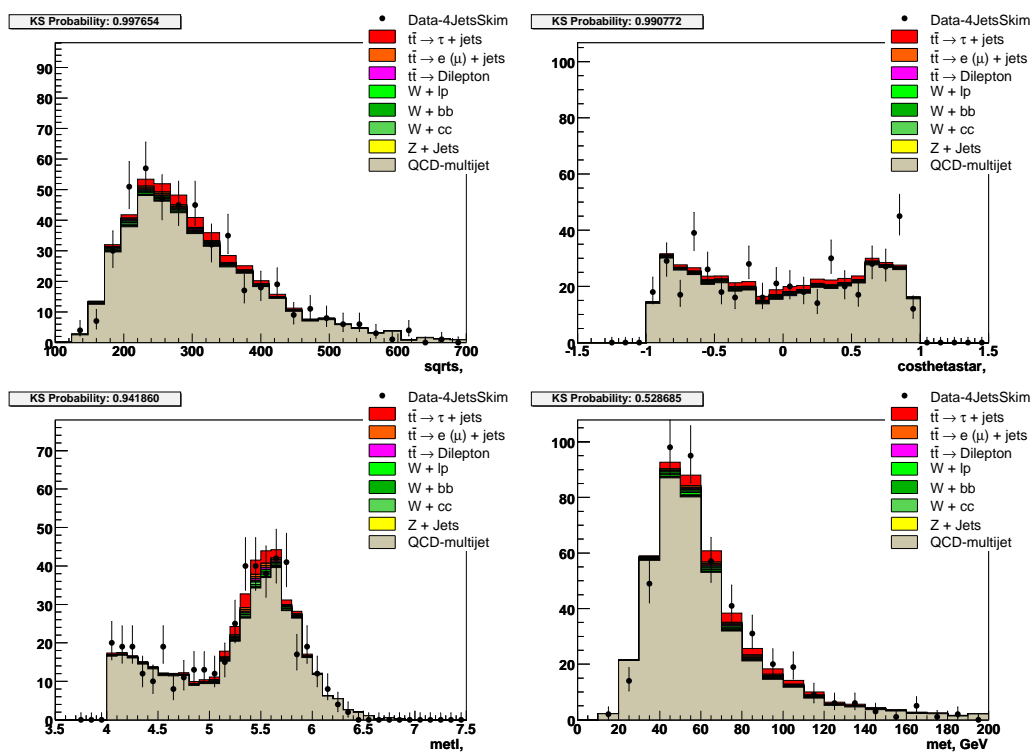 KS Probability: 0.997654
Data-4JetsSkim
tt̄ → τ + jets
tt̄ → e (μ) + jets
tt̄ → Dilepton
W + lp
W + bb
W + cc
Z + Jets
QCD-multijet
90
80
70
60
50
40
30
20
10
0
100 200 300 400 500 600 700
sqrts,
KS Probability: 0.990772
Data-4JetsSkim
tt̄ → τ + jets
tt̄ → e (μ) + jets
tt̄ → Dilepton
W + lp
W + bb
W + cc
Z + Jets
QCD-multijet
100
80
60
40
20
0
-1.5 -1 -0.5 0 0.5 1 1.5
costhetastar,
KS Probability: 0.941860
Data-4JetsSkim
tt̄ → τ + jets
tt̄ → e (μ) + jets
tt̄ → Dilepton
W + lp
W + bb
W + cc
Z + Jets
QCD-multijet
70
60
50
40
30
20
10
0
3.5 4 4.5 5 5.5 6 6.5 7 7.5
metl,
KS Probability: 0.528685
Data-4JetsSkim
tt̄ → τ + jets
tt̄ → e (μ) + jets
tt̄ → Dilepton
W + lp
W + bb
W + cc
Z + Jets
QCD-multijet
100
80
60
40
20
0
0 20 40 60 80 100 120 140 160 180 200
met, GeV